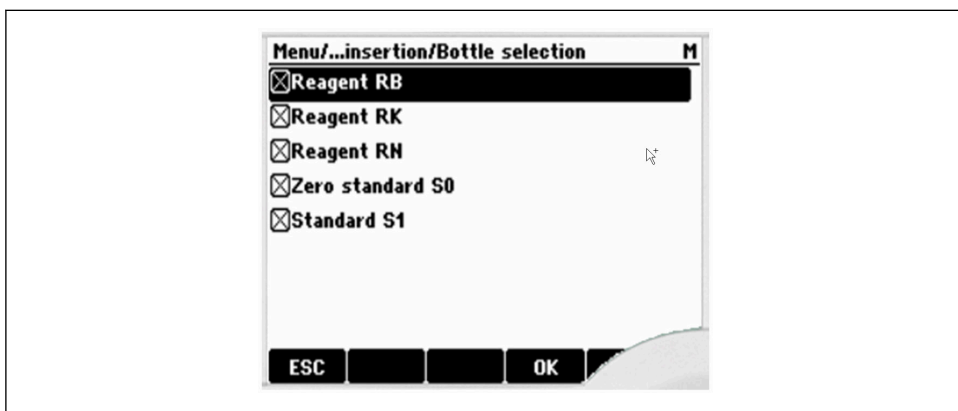 Menu/...insertion/Bottle selection M
Reagent RB
Reagent RK
Reagent RN
Zero standard S0
Standard S1
ESC OK